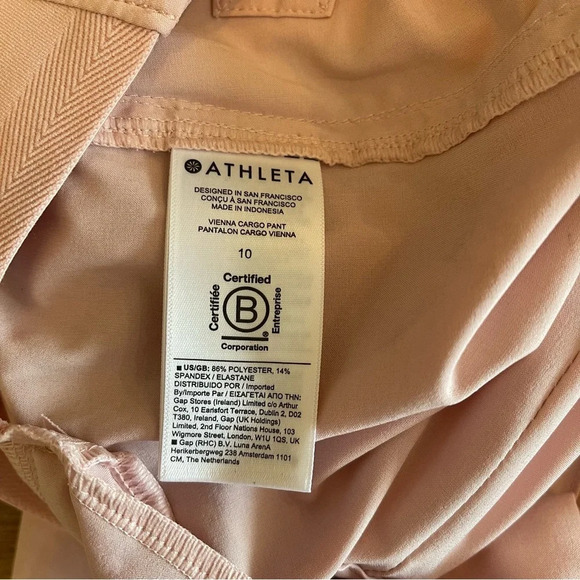 ATHLETA
DESIGNED IN SAN FRANCISCO
CONÇU À SAN FRANCISCO
MADE IN INDONESIA
VIENNA CARGO PANT
PANTALON CARGO VIENNA
10
Certified
Certifiée
B
®
Entreprise
Corporation
■ US/GB: 86% POLYESTER, 14%
SPANDEX / ELASTANE
DISTRIBUIDO POR / Imported
By/Importe Par / ΕΙΣΑΓΕΤΑΙ ΑΠΟ ΤΗΝ:
Gap Stores (Ireland) Limited c/o Arthur
Cox, 10 Earlsfort Terrace, Dublin 2, D02
T380, Ireland, Gap (UK Holdings)
Limited, 2nd Floor Nations House, 103
Wigmore Street, London, W1U 1QS, UK
■ Gap (RHC) B.V. Luna ArenA
Herikerbergweg 238 Amsterdam 1101
CM, The Netherlands